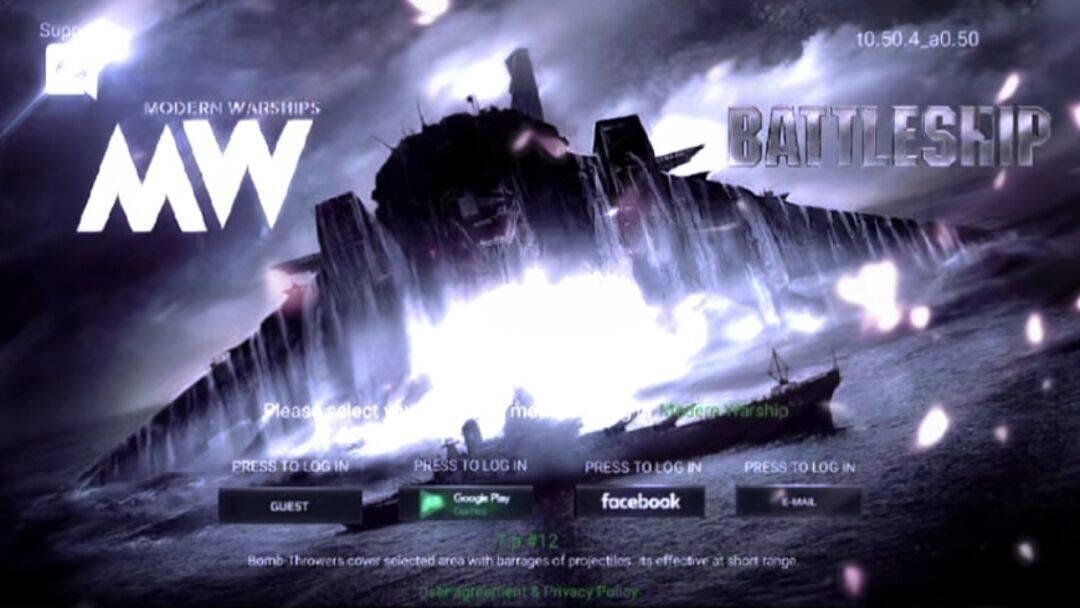 t0.50.4_a0.50
MODERN WARSHIPS
MW
BATTLESHIP
Please select
Modern Warship
PRESS TO LOG IN
PRESS TO LOG IN
PRESS TO LOG IN
PRESS TO LOG IN
GUEST
Google Play
Games
facebook
E-MAIL
Tip #12
Bomb-Throwers cover selected area with barrages of projectiles. its effective at short range.
User agreement & Privacy Policy